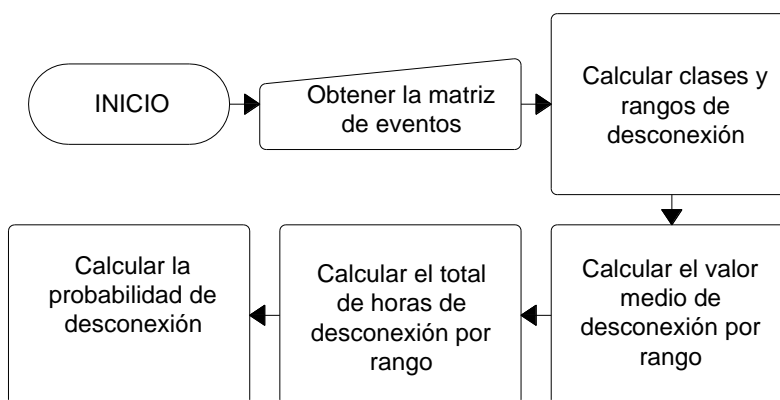 INICIO
Obtener la matriz
de eventos
Calcular clases y
rangos de
desconexión
Calcular el valor
medio de
desconexión por
rango
Calcular el total
de horas de
desconexión por
rango
Calcular la
probabilidad de
desconexión